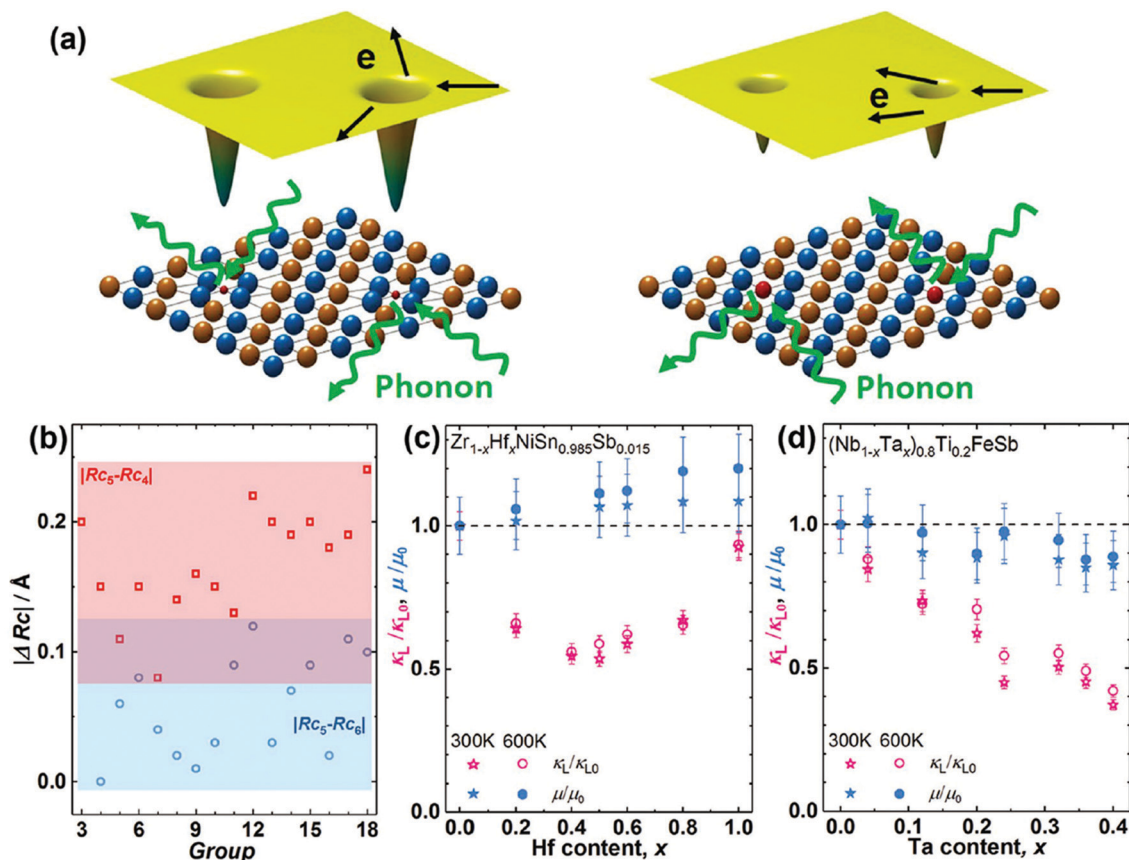 (a)
e
e
Phonon
Phonon
(b)
|Rc₅-Rc₄|
|Rc₅-Rc₆|
|ΔRc| / Å
0.2
0.1
0.0
3 6 9 12 15 18
Group
(c)
Zr₁₋ₓHfₓNiSn₀.₉₈₅Sb₀.₀₁₅
κL/κL0, μ/μ0
1.0
0.5
0.0
300K 600K
κL/κL0
μ/μ0
0.0 0.2 0.4 0.6 0.8 1.0
Hf content, x
(d)
(Nb₁₋ₓTaₓ)₀.₈Ti₀.₂FeSb
κL/κL0, μ/μ0
1.0
0.5
0.0
300K 600K
κL/κL0
μ/μ0
0.0 0.1 0.2 0.3 0.4
Ta content, x